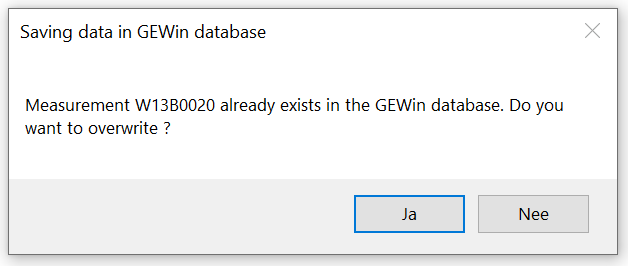 Saving data in GEWin database
Measurement W13B0020 already exists in the GEWin database. Do you
want to overwrite ?
Ja
Nee